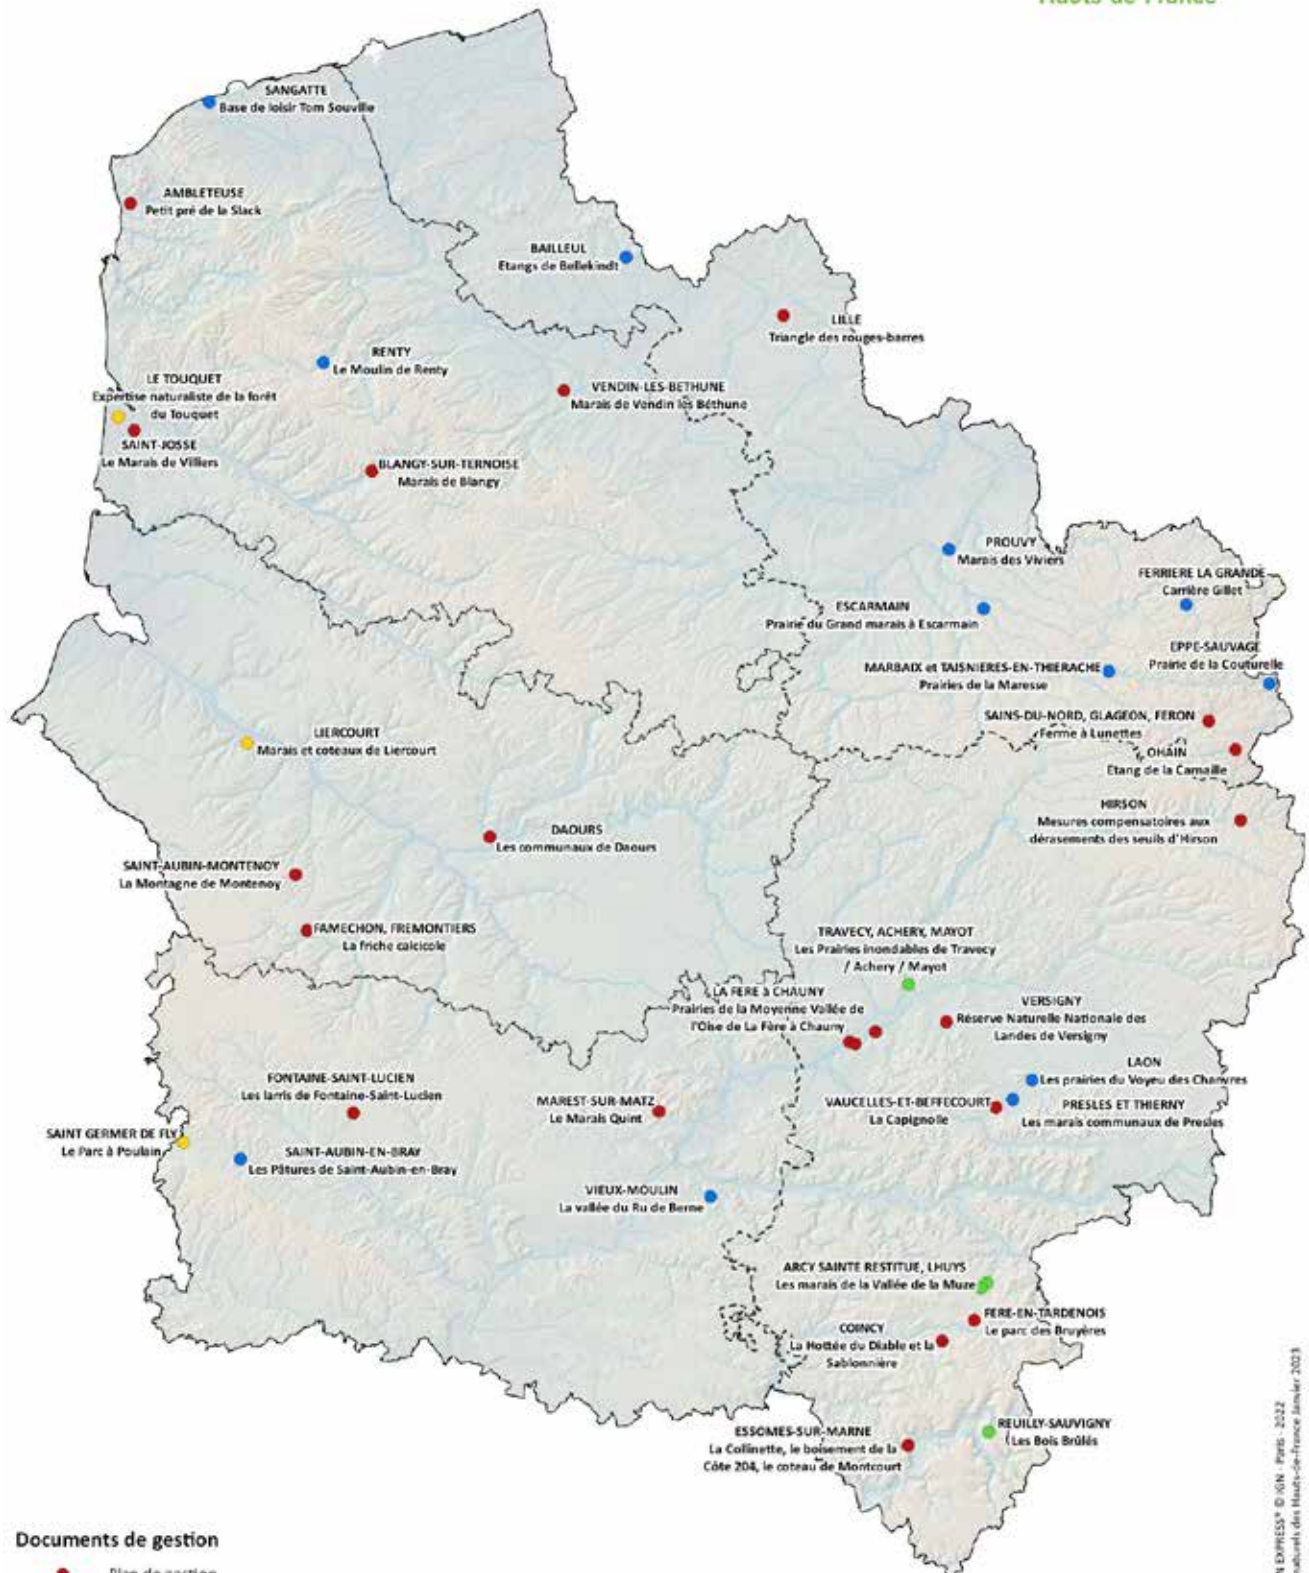 Hauts-de-France
SANGATTE
Base de loisir Tom Souville
AMBLETEUSE
Petit pré de la Slack
BAILLEUL
Etangs de Bellekindt
LILLE
Triangle des rouges-barres
RENTY
Le Moulin de Renty
LE TOUQUET
Expertise naturaliste de la forêt
du Touquet
VENDIN-LES-BETHUNE
Marais de Vendin lès Béthune
SAINT-JOSSE
Le Marais de Villiers
BLANGY-SUR-TERNOISE
Marais de Blangy
PROUVY
Marais des Viviers
FERRIERE LA GRANDE
Carrière Gillet
ESCARMAIN
Prairie du Grand marais à Escarmain
EPPE-SAUVAGE
Prairie de la Couturelle
MARBAIX et TAISNIERES-EN-THIERACHE
Prairies de la Maresse
SAINS-DU-NORD, GLAGEON, FERON
Ferme à Lunettes
OHAIN
Etang de la Camaille
LIERCOURT
Marais et coteaux de Liercourt
HIRSON
Mesures compensatoires aux
dérasements des seuils d'Hirson
DAOURS
Les communaux de Daours
SAINT-AUBIN-MONTENOY
La Montagne de Montenoy
FAMECHON, FREMONTIERS
La friche calcicole
TRAVECY, ACHERY, MAYOT
Les Prairies inondables de Travecy
/ Achery / Mayot
LA FERE à CHAUNY
Prairies de la Moyenne Vallée de
l'Oise de La Fère à Chauny
VERSIGNY
Réserve Naturelle Nationale des
Landes de Versigny
LAON
Les prairies du Voyeu des Chanvres
FONTAINE-SAINT-LUCIEN
Les larris de Fontaine-Saint-Lucien
MAREST-SUR-MATZ
Le Marais Quint
VAUCELLES-ET-BEFFECOURT
La Capignolle
PRESLES ET THIERNY
Les marais communaux de Presles
SAINT GERMER DE FLY
Le Parc à Poulain
SAINT-AUBIN-EN-BRAY
Les Pâtures de Saint-Aubin-en-Bray
VIEUX-MOULIN
La vallée du Ru de Berne
ARCY SAINTE RESTITUE, LHUYS
Les marais de la Vallée de la Muze
FERE-EN-TARDENOIS
Le parc des Bruyères
COINCY
La Hottée du Diable et la
Sablonnière
ESSOMES-SUR-MARNE
La Collinette, le boisement de la
Côte 204, le coteau de Montcourt
REUILLY-SAUVIGNY
Les Bois Brûlés
Documents de gestion
Plan de gestion
EXPRESS® © IGN - Paris - 2022
naturels des Hauts-de-France Janvier 2023